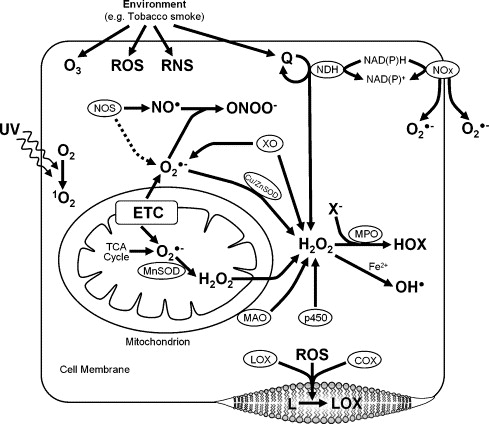 Environment
(e.g. Tobacco smoke)
O₃
ROS
RNS
Q
NDH
NAD(P)H
NAD(P)⁺
NOx
NOS
NO•
ONOO⁻
O₂•⁻
O₂•⁻
UV
O₂
¹O₂
O₂•⁻
XO
Cu/ZnSOD
ETC
TCA
Cycle
O₂•⁻
MnSOD
H₂O₂
X⁻
H₂O₂
MPO
HOX
Fe²⁺
OH•
MAO
p450
Mitochondrion
Cell Membrane
LOX
ROS
COX
L
LOX